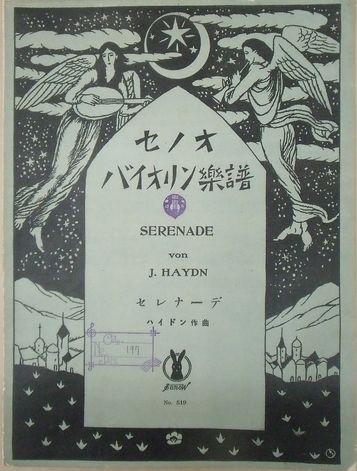 セノオ
バイオリン樂譜
SERENADE
von
J. HAYDN
セレナーデ
ハイドン作曲
No. 519